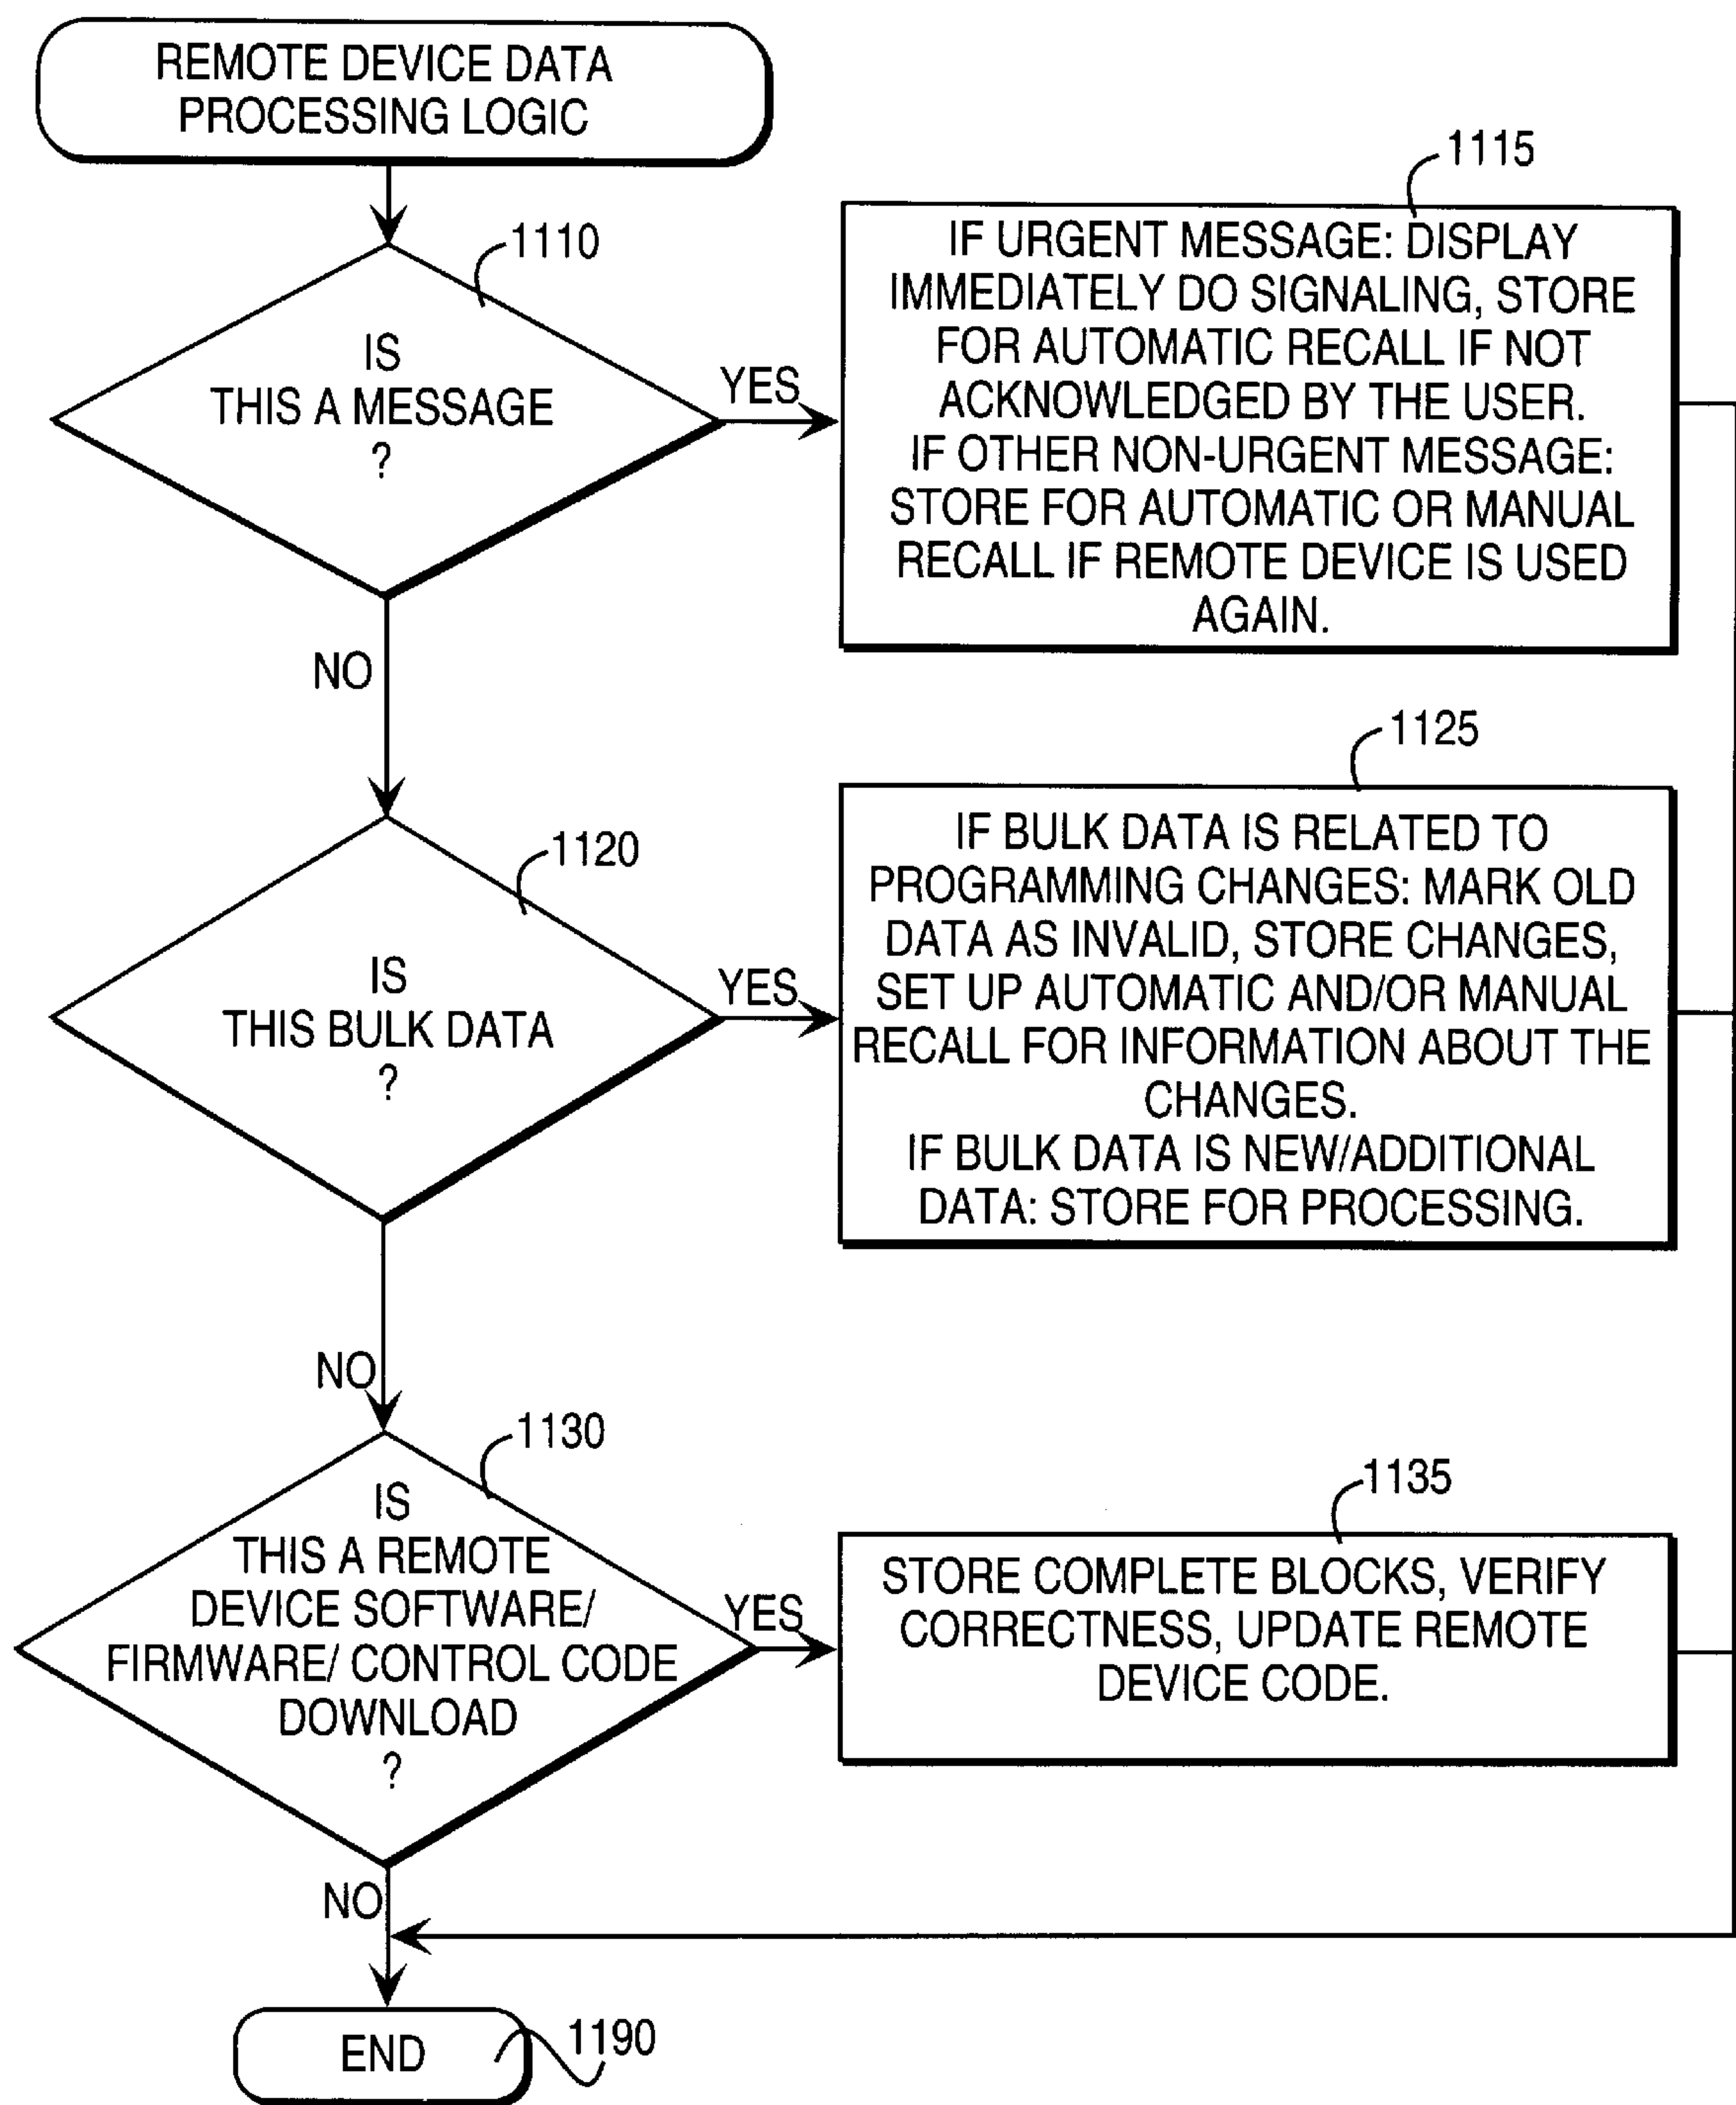 REMOTE DEVICE DATA
PROCESSING LOGIC
1110
IS
THIS A MESSAGE
?
YES
NO
1115
IF URGENT MESSAGE: DISPLAY
IMMEDIATELY DO SIGNALING, STORE
FOR AUTOMATIC RECALL IF NOT
ACKNOWLEDGED BY THE USER.
IF OTHER NON-URGENT MESSAGE:
STORE FOR AUTOMATIC OR MANUAL
RECALL IF REMOTE DEVICE IS USED
AGAIN.
1120
IS
THIS BULK DATA
?
YES
NO
1125
IF BULK DATA IS RELATED TO
PROGRAMMING CHANGES: MARK OLD
DATA AS INVALID, STORE CHANGES,
SET UP AUTOMATIC AND/OR MANUAL
RECALL FOR INFORMATION ABOUT THE
CHANGES.
IF BULK DATA IS NEW/ADDITIONAL
DATA: STORE FOR PROCESSING.
1130
IS
THIS A REMOTE
DEVICE SOFTWARE/
FIRMWARE/ CONTROL CODE
DOWNLOAD
?
YES
NO
1135
STORE COMPLETE BLOCKS, VERIFY
CORRECTNESS, UPDATE REMOTE
DEVICE CODE.
END
1190